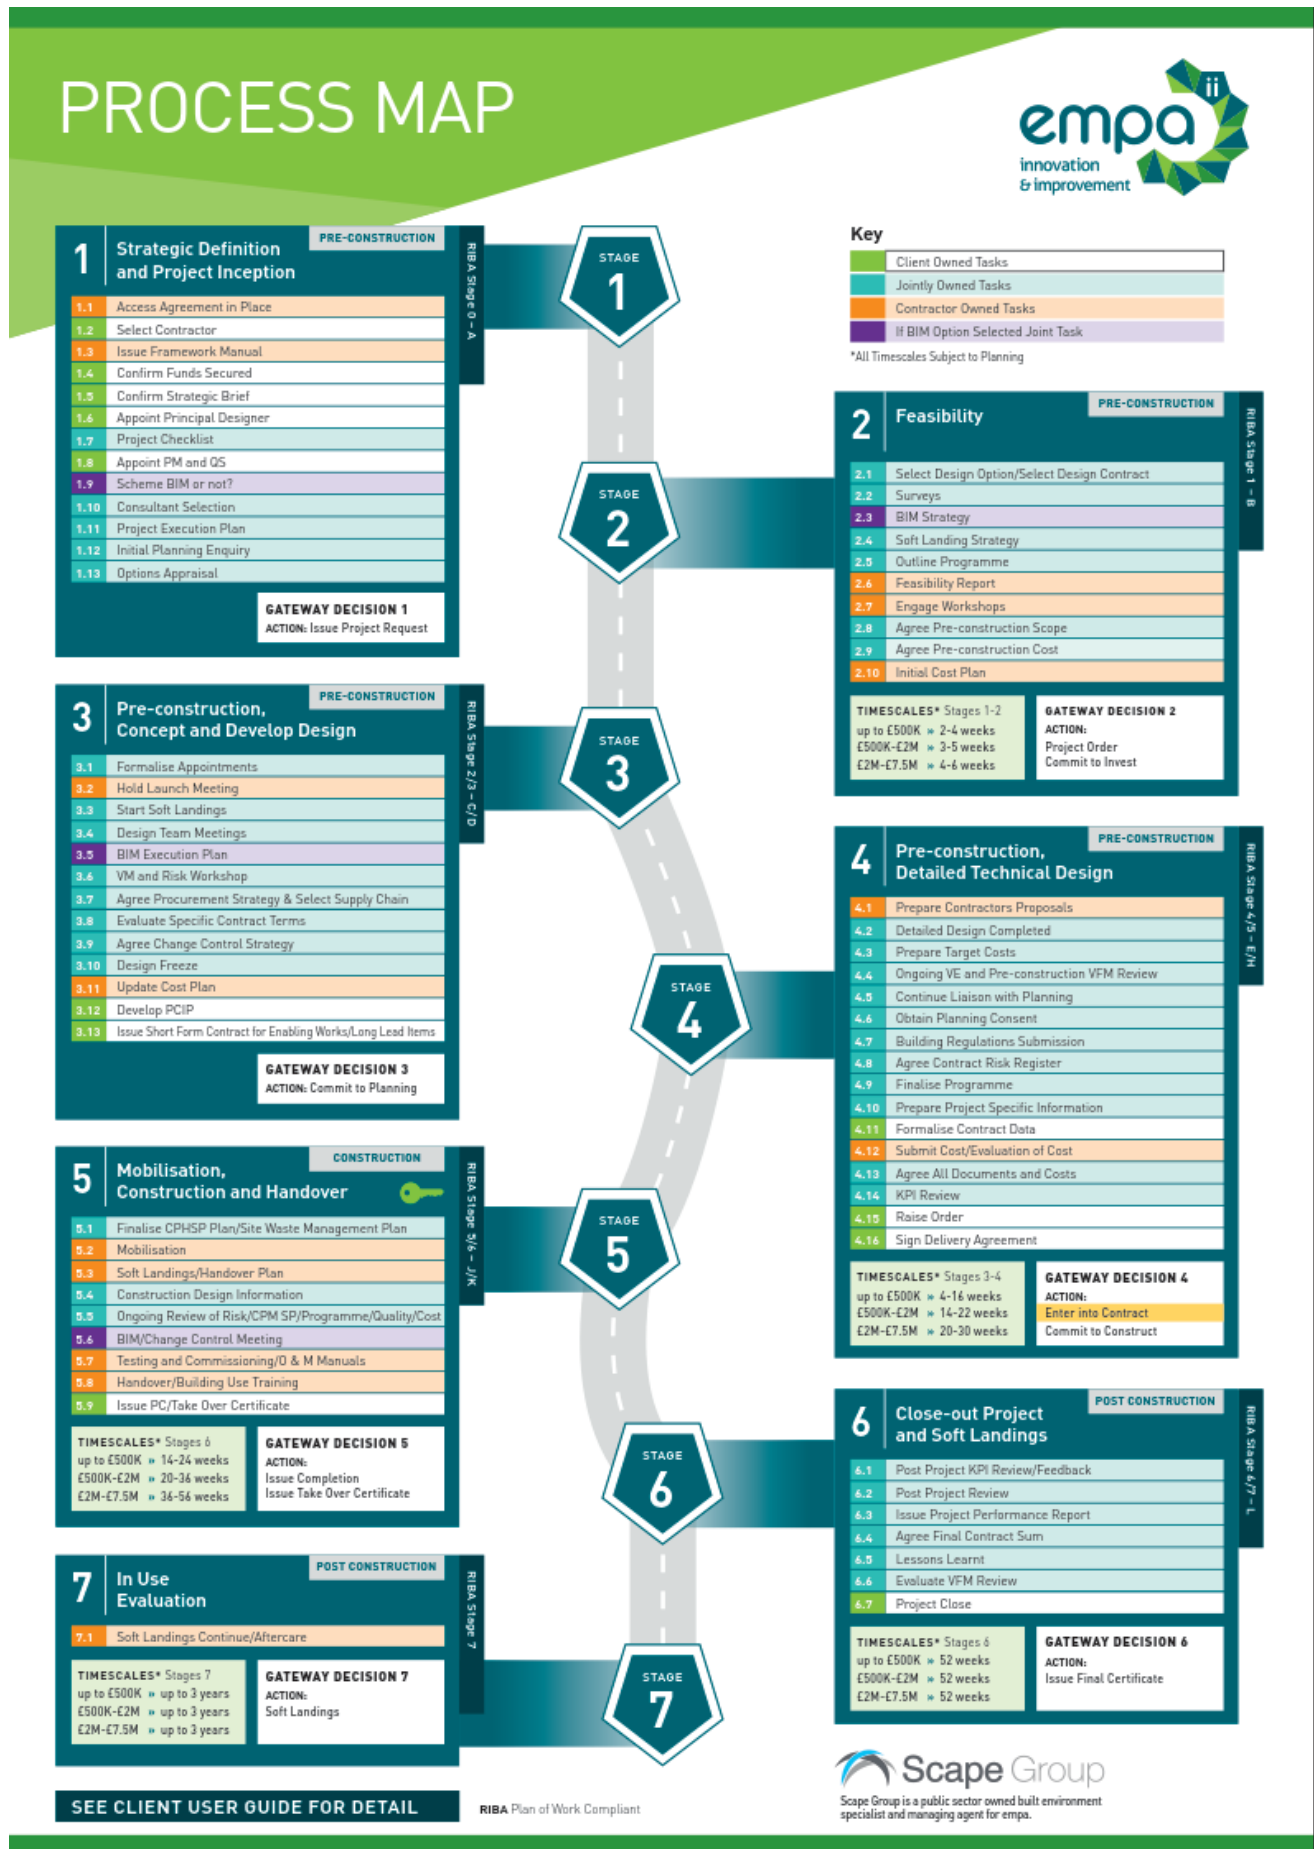 PROCESS MAP
ii
empa
innovation
& improvement
1
Strategic Definition
and Project Inception
PRE-CONSTRUCTION
RIBA Stage 0 – A
1.1 Access Agreement in Place
1.2 Select Contractor
1.3 Issue Framework Manual
1.4 Confirm Funds Secured
1.5 Confirm Strategic Brief
1.6 Appoint Principal Designer
1.7 Project Checklist
1.8 Appoint PM and QS
1.9 Scheme BIM or not?
1.10 Consultant Selection
1.11 Project Execution Plan
1.12 Initial Planning Enquiry
1.13 Options Appraisal
GATEWAY DECISION 1
ACTION: Issue Project Request
STAGE
1
Key
Client Owned Tasks
Jointly Owned Tasks
Contractor Owned Tasks
If BIM Option Selected Joint Task
*All Timescales Subject to Planning
STAGE
2
2
Feasibility
PRE-CONSTRUCTION
RIBA Stage 1 – B
2.1 Select Design Option/Select Design Contract
2.2 Surveys
2.3 BIM Strategy
2.4 Soft Landing Strategy
2.5 Outline Programme
2.6 Feasibility Report
2.7 Engage Workshops
2.8 Agree Pre-construction Scope
2.9 Agree Pre-construction Cost
2.10 Initial Cost Plan
TIMESCALES* Stages 1-2
up to £500K » 2-4 weeks
£500K-£2M » 3-5 weeks
£2M-£7.5M » 4-6 weeks
GATEWAY DECISION 2
ACTION:
Project Order
Commit to Invest
3
Pre-construction,
Concept and Develop Design
PRE-CONSTRUCTION
RIBA Stage 2/3 – C/D
3.1 Formalise Appointments
3.2 Hold Launch Meeting
3.3 Start Soft Landings
3.4 Design Team Meetings
3.5 BIM Execution Plan
3.6 VM and Risk Workshop
3.7 Agree Procurement Strategy & Select Supply Chain
3.8 Evaluate Specific Contract Terms
3.9 Agree Change Control Strategy
3.10 Design Freeze
3.11 Update Cost Plan
3.12 Develop PCIP
3.13 Issue Short Form Contract for Enabling Works/Long Lead Items
GATEWAY DECISION 3
ACTION: Commit to Planning
STAGE
3
STAGE
4
4
Pre-construction,
Detailed Technical Design
PRE-CONSTRUCTION
RIBA Stage 4/5 – E/H
4.1 Prepare Contractors Proposals
4.2 Detailed Design Completed
4.3 Prepare Target Costs
4.4 Ongoing VE and Pre-construction VFM Review
4.5 Continue Liaison with Planning
4.6 Obtain Planning Consent
4.7 Building Regulations Submission
4.8 Agree Contract Risk Register
4.9 Finalise Programme
4.10 Prepare Project Specific Information
4.11 Formalise Contract Data
4.12 Submit Cost/Evaluation of Cost
4.13 Agree All Documents and Costs
4.14 KPI Review
4.15 Raise Order
4.16 Sign Delivery Agreement
TIMESCALES* Stages 3-4
up to £500K » 4-16 weeks
£500K-£2M » 14-22 weeks
£2M-£7.5M » 20-30 weeks
GATEWAY DECISION 4
ACTION:
Enter into Contract
Commit to Construct
5
Mobilisation,
Construction and Handover
CONSTRUCTION
RIBA Stage 5/6 – J/K
5.1 Finalise CPHSP Plan/Site Waste Management Plan
5.2 Mobilisation
5.3 Soft Landings/Handover Plan
5.4 Construction Design Information
5.5 Ongoing Review of Risk/CPM SP/Programme/Quality/Cost
5.6 BIM/Change Control Meeting
5.7 Testing and Commissioning/O & M Manuals
5.8 Handover/Building Use Training
5.9 Issue PC/Take Over Certificate
TIMESCALES* Stages 6
up to £500K » 14-24 weeks
£500K-£2M » 20-36 weeks
£2M-£7.5M » 36-56 weeks
GATEWAY DECISION 5
ACTION:
Issue Completion
Issue Take Over Certificate
STAGE
5
STAGE
6
6
Close-out Project
and Soft Landings
POST CONSTRUCTION
RIBA Stage 6/7 – L
6.1 Post Project KPI Review/Feedback
6.2 Post Project Review
6.3 Issue Project Performance Report
6.4 Agree Final Contract Sum
6.5 Lessons Learnt
6.6 Evaluate VFM Review
6.7 Project Close
TIMESCALES* Stages 6
up to £500K » 52 weeks
£500K-£2M » 52 weeks
£2M-£7.5M » 52 weeks
GATEWAY DECISION 6
ACTION:
Issue Final Certificate
7
In Use
Evaluation
POST CONSTRUCTION
RIBA Stage 7
7.1 Soft Landings Continue/Aftercare
TIMESCALES* Stages 7
up to £500K » up to 3 years
£500K-£2M » up to 3 years
£2M-£7.5M » up to 3 years
GATEWAY DECISION 7
ACTION:
Soft Landings
STAGE
7
SEE CLIENT USER GUIDE FOR DETAIL
RIBA Plan of Work Compliant
Scape Group
Scape Group is a public sector owned built environment
specialist and managing agent for empa.